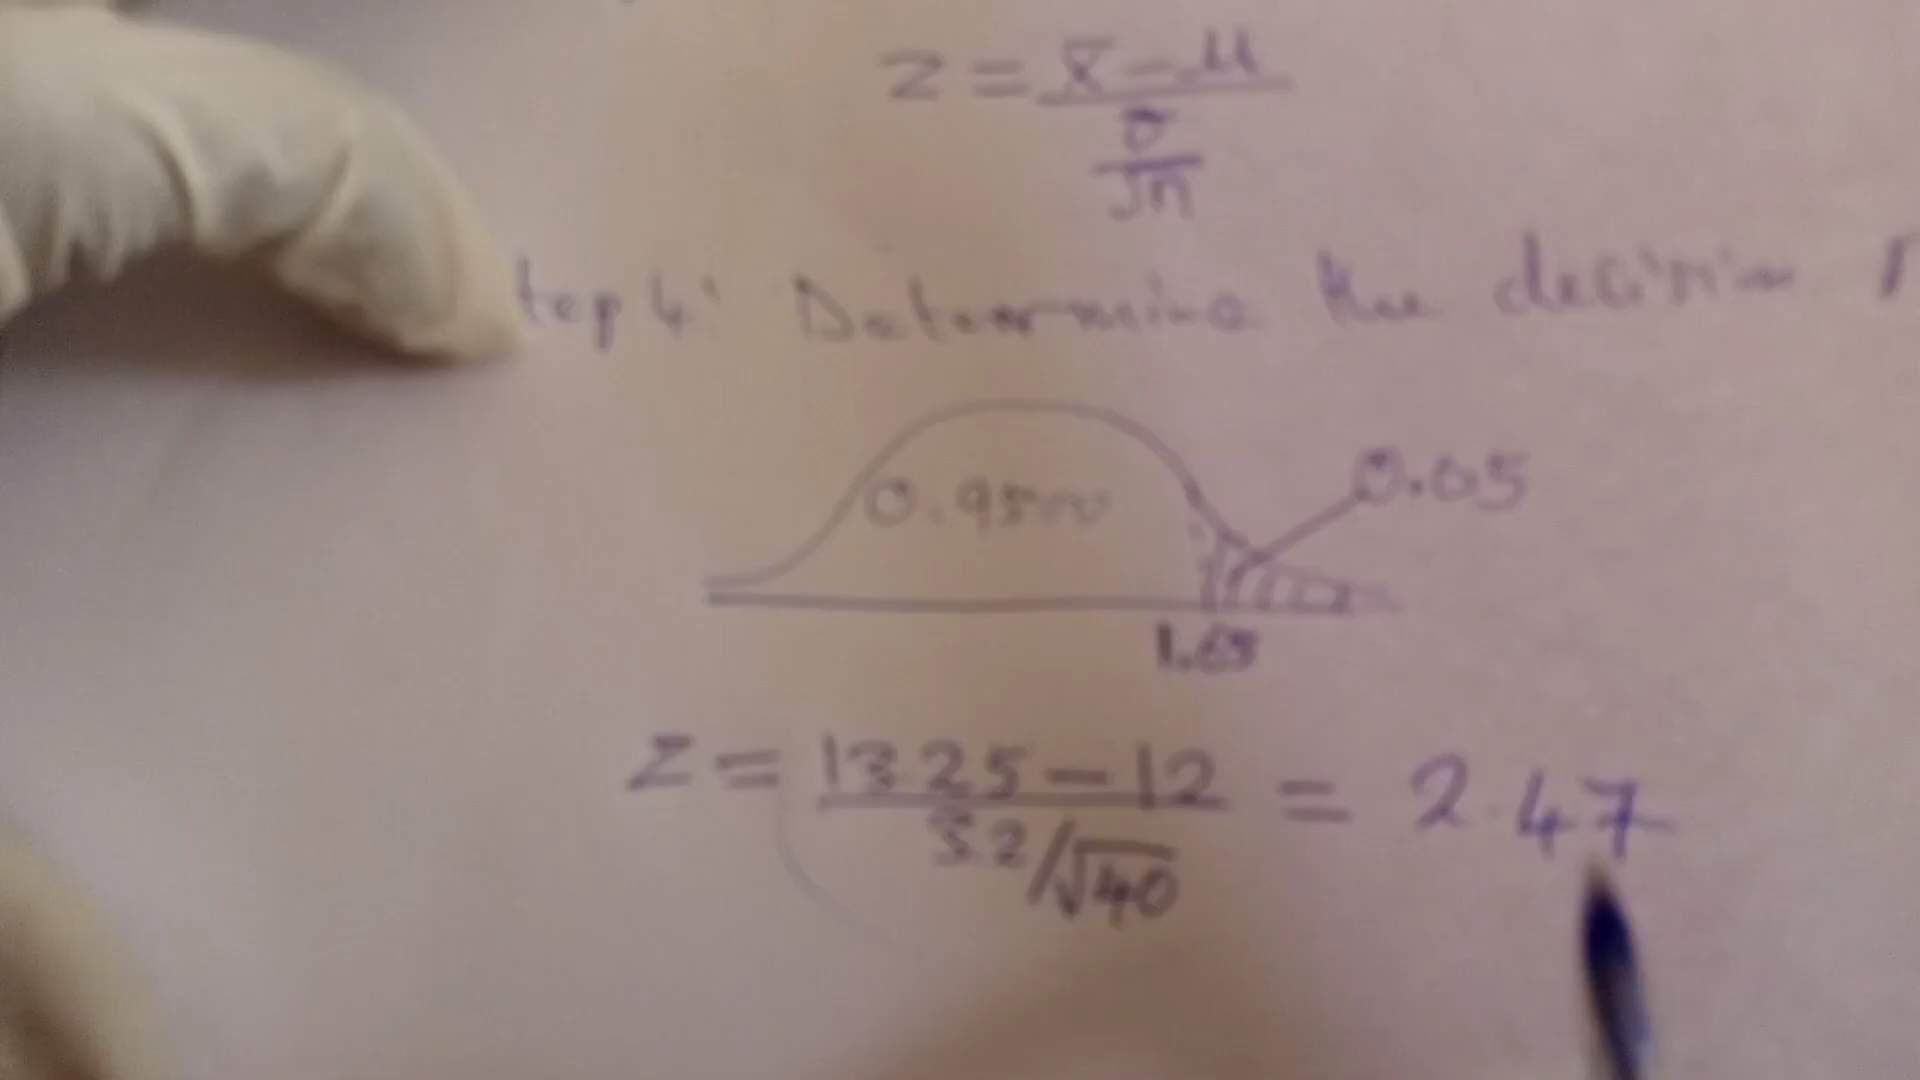 z = x̄ - μ
σ
√n
tep 4: Determine the decision r
0.9500
0.05
1.65
Z = 13.25 - 12 = 2.47
3.2/√40